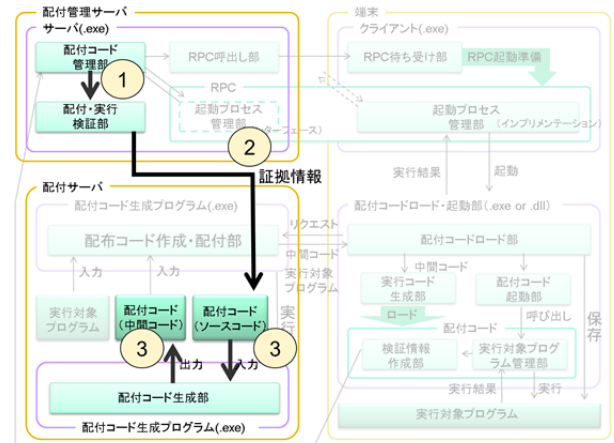 配付管理サーバ
サーバ(.exe)
配付コード
管理部
1
配付・実行
検証部
RPC呼出し部
RPC
起動プロセス
管理部
ターフェース)
2
端末
クライアント(.exe)
RPC待ち受け部
RPC起動準備
起動プロセス
管理部
(インプリメンテーション)
証拠情報
実行結果
起動
配付サーバ
配付コード生成プログラム(.exe)
配布コード作成・配付部
リクエスト
中間コード
実行対象
プログラム
入力
入力
実行対象
プログラム
配付コード
(中間コード)
配付コード
(ソースコード)
実行
3
3
出力
入力
配付コード生成部
配付コード生成プログラム(.exe)
配付コードロード・起動部(.exe or .dll)
配付コードロード部
中間コード
実行コード
生成部
配付コード
起動部
ロード
呼び出し
保存
配付コード
検証情報
作成部
実行対象プロ
グラム管理部
実行結果
実行
実行対象プログラム